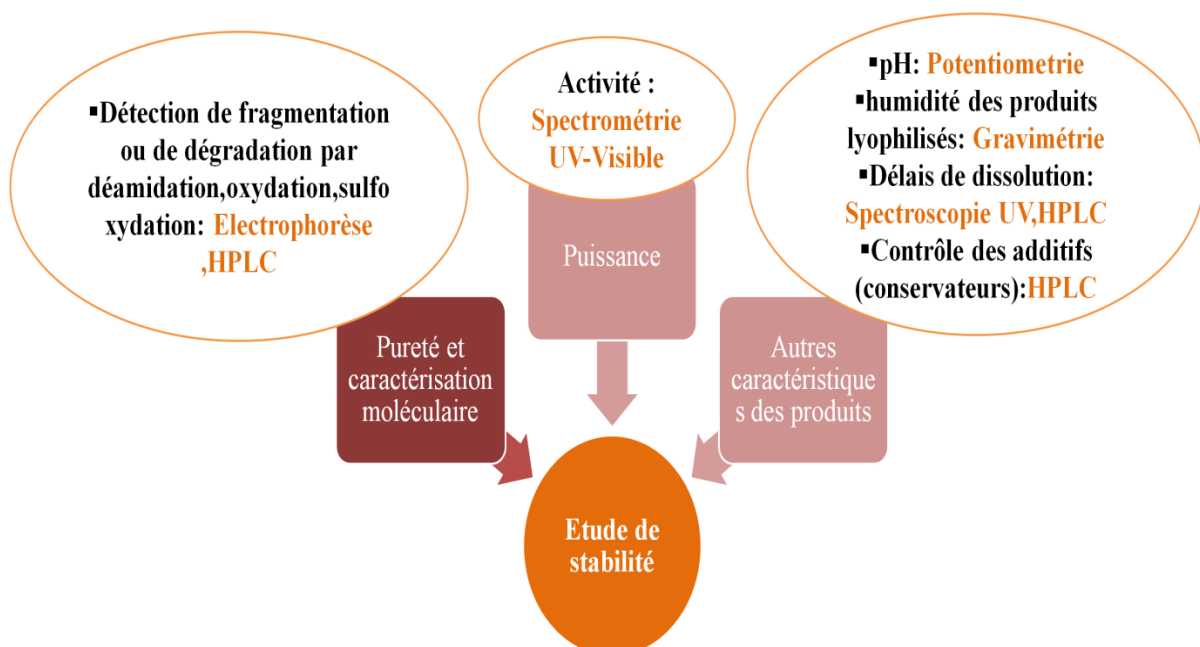 ▪Détection de fragmentation
ou de dégradation par
déamidation,oxydation,sulfo
xydation: Electrophorèse
,HPLC
Activité :
Spectrométrie
UV-Visible
▪pH: Potentiometrie
▪humidité des produits
lyophilisés: Gravimétrie
▪Délais de dissolution:
Spectroscopie UV,HPLC
▪Contrôle des additifs
(conservateurs):HPLC
Pureté et
caractérisation
moléculaire
Puissance
Autres
caractéristique
s des produits
Etude de
stabilité